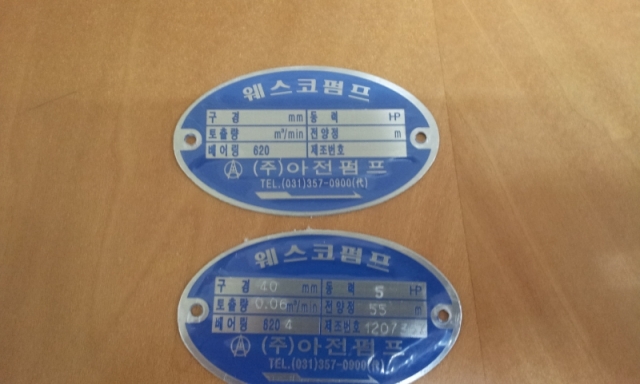 웨스코펌프
구 경 mm 동 력 HP
토출량 m³/min 전양정 m
베어링 620 제조번호
(주)아전펌프
TEL.(031)357-0900(代)
웨스코펌프
구 경 40 mm 동 력 5 HP
토출량 0.06 m³/min 전양정 55 m
베어링 6204 제조번호
(주)아전펌프
TEL.(031)357-0900(代)